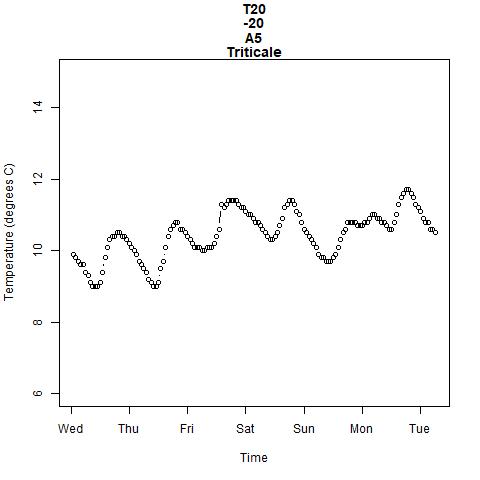 T20
-20
A5
Triticale
14
12
10
8
6
Temperature (degrees C)
Wed Thu Fri Sat Sun Mon Tue
Time